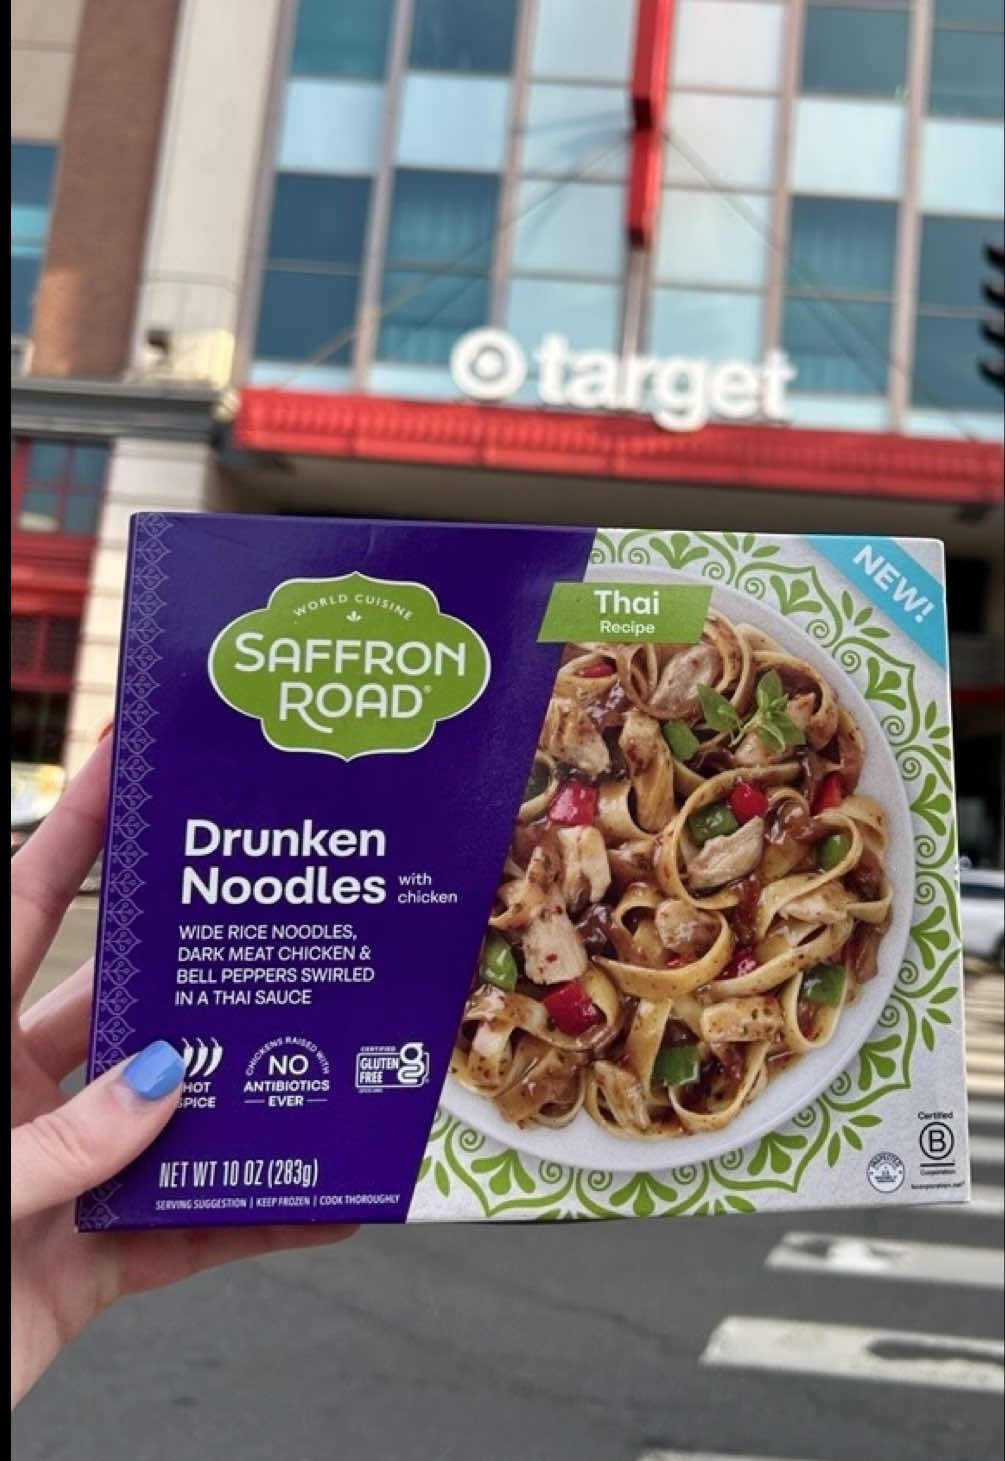 target
NEW!
Thai
Recipe
WORLD CUISINE
SAFFRON
ROAD®
Drunken
Noodles with
chicken
WIDE RICE NOODLES,
DARK MEAT CHICKEN &
BELL PEPPERS SWIRLED
IN A THAI SAUCE
HOT
SPICE
CHICKENS RAISED WITH
NO
ANTIBIOTICS
EVER
CERTIFIED
GLUTEN
FREE
Certified
B
Corporation
NET WT 10 OZ (283g)
SERVING SUGGESTION | KEEP FROZEN | COOK THOROUGHLY